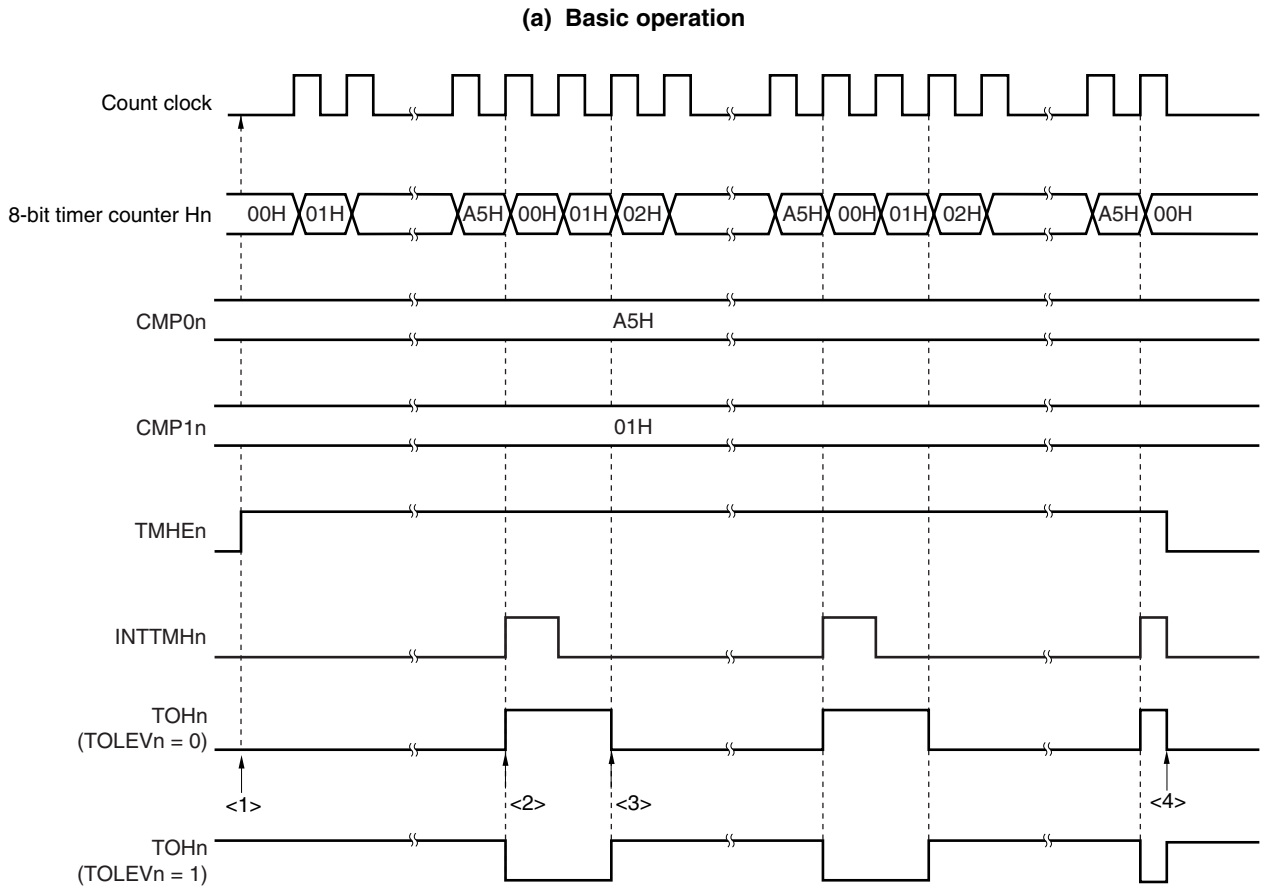 (a) Basic operation
Count clock
8-bit timer counter Hn
00H 01H A5H 00H 01H 02H A5H 00H 01H 02H A5H 00H
CMP0n
A5H
CMP1n
01H
TMHEn
INTTMHn
TOHn
(TOLEVn = 0)
<1> <2> <3> <4>
TOHn
(TOLEVn = 1)